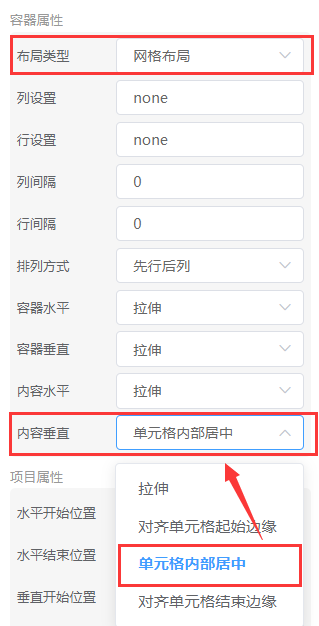 容器属性
布局类型 网格布局
列设置 none
行设置 none
列间隔 0
行间隔 0
排列方式 先行后列
容器水平 拉伸
容器垂直 拉伸
内容水平 拉伸
内容垂直 单元格内部居中
项目属性
拉伸
水平开始位置
对齐单元格起始边缘
水平结束位置
单元格内部居中
垂直开始位置
对齐单元格结束边缘